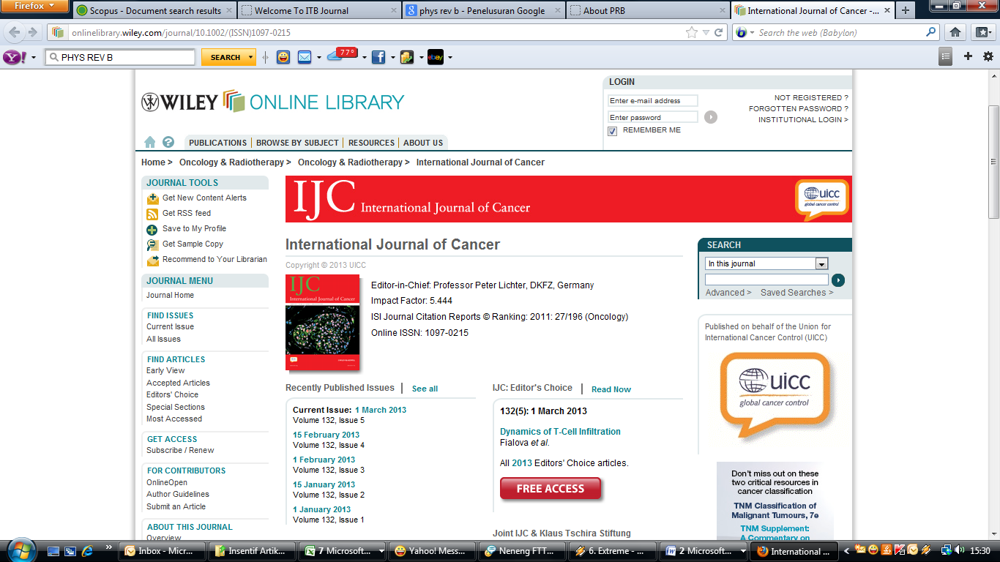 Firefox
Scopus - Document search results
Welcome To ITB Journal
phys rev b - Penelusuran Google
About PRB
International Journal of Cancer -...
onlinelibrary.wiley.com/journal/10.1002/(ISSN)1097-0215
Search the web (Babylon)
PHYS REV B
SEARCH
77°
ebay
WILEY ONLINE LIBRARY
LOGIN
Enter e-mail address
Enter password
REMEMBER ME
NOT REGISTERED ?
FORGOTTEN PASSWORD ?
INSTITUTIONAL LOGIN >
PUBLICATIONS | BROWSE BY SUBJECT | RESOURCES | ABOUT US
Home > Oncology & Radiotherapy > Oncology & Radiotherapy > International Journal of Cancer
JOURNAL TOOLS
Get New Content Alerts
Get RSS feed
Save to My Profile
Get Sample Copy
Recommend to Your Librarian
JOURNAL MENU
Journal Home
FIND ISSUES
Current Issue
All Issues
FIND ARTICLES
Early View
Accepted Articles
Editors' Choice
Special Sections
Most Accessed
GET ACCESS
Subscribe / Renew
FOR CONTRIBUTORS
OnlineOpen
Author Guidelines
Submit an Article
ABOUT THIS JOURNAL
Overview
IJC International Journal of Cancer
uicc
global cancer control
International Journal of Cancer
Copyright © 2013 UICC
IJC
International Journal of Cancer
Editor-in-Chief: Professor Peter Lichter, DKFZ, Germany
Impact Factor: 5.444
ISI Journal Citation Reports © Ranking: 2011: 27/196 (Oncology)
Online ISSN: 1097-0215
Recently Published Issues | See all
Current Issue: 1 March 2013
Volume 132, Issue 5
15 February 2013
Volume 132, Issue 4
1 February 2013
Volume 132, Issue 3
15 January 2013
Volume 132, Issue 2
1 January 2013
Volume 132, Issue 1
IJC: Editor's Choice | Read Now
132(5): 1 March 2013
Dynamics of T-Cell Infiltration
Fialova et al.
All 2013 Editors' Choice articles.
FREE ACCESS
Joint IJC & Klaus Tschira Stiftung
SEARCH
In this journal
Advanced > Saved Searches >
Published on behalf of the Union for
International Cancer Control (UICC)
uicc
global cancer control
Don't miss out on these
two critical resources in
cancer classification
TNM Classification of
Malignant Tumours, 7e
TNM Supplement:
A Commentary on
Inbox - Micr...
Insentif Artik...
7 Microsoft...
Yahoo! Mess...
Neneng FTT...
6. Extreme - ...
2 Microsoft...
International ...
15:30